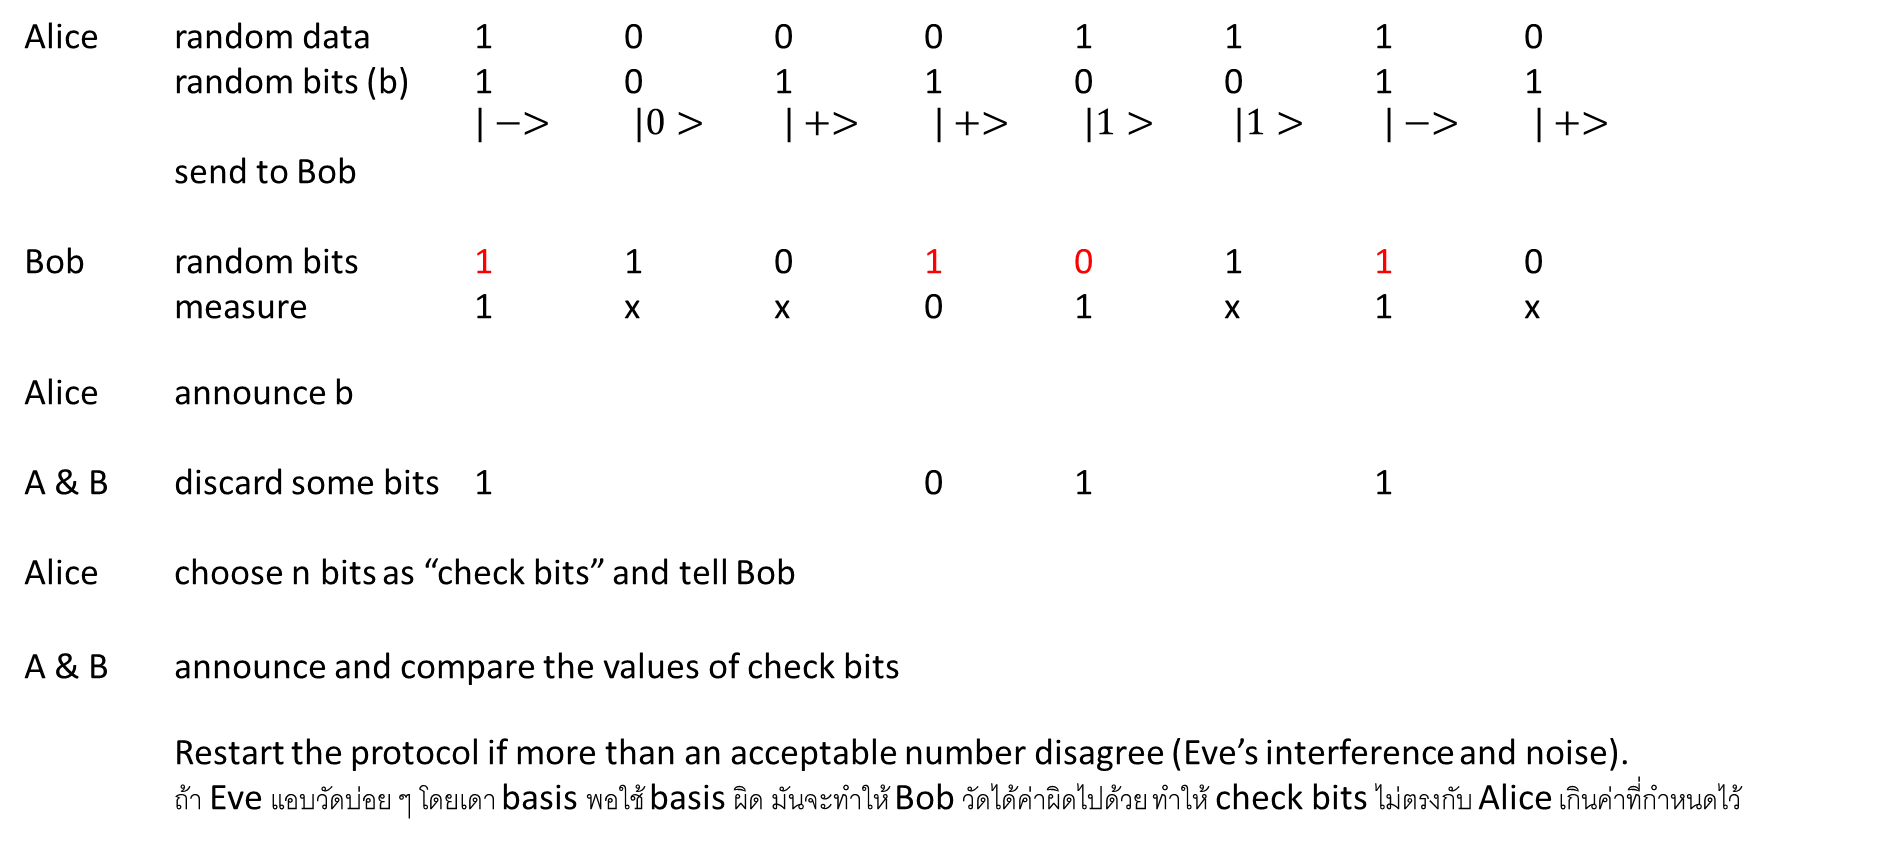 Alice random data 1 0 0 0 1 1 1 0
random bits (b) 1 0 1 1 0 0 1 1
|−> |0 > |+> |+> |1 > |1 > |−> |+>
send to Bob
Bob random bits 1 1 0 1 0 1 1 0
measure 1 x x 0 1 x 1 x
Alice announce b
A & B discard some bits 1 0 1 1
Alice choose n bits as “check bits” and tell Bob
A & B announce and compare the values of check bits
Restart the protocol if more than an acceptable number disagree (Eve’s interference and noise).
ถ้า Eve แอบวัดบ่อย ๆ โดยเดา basis พอใช้ basis ผิด มันจะทำให้ Bob วัดได้ค่าผิดไปด้วย ทำให้ check bits ไม่ตรงกับ Alice เกินค่าที่กำหนดไว้